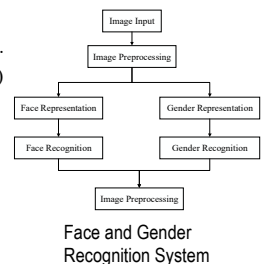 Image Input
.
Image Preprocessing
)
Face Representation
Gender Representation
Face Recognition
Gender Recognition
Image Preprocessing
Face and Gender
Recognition System